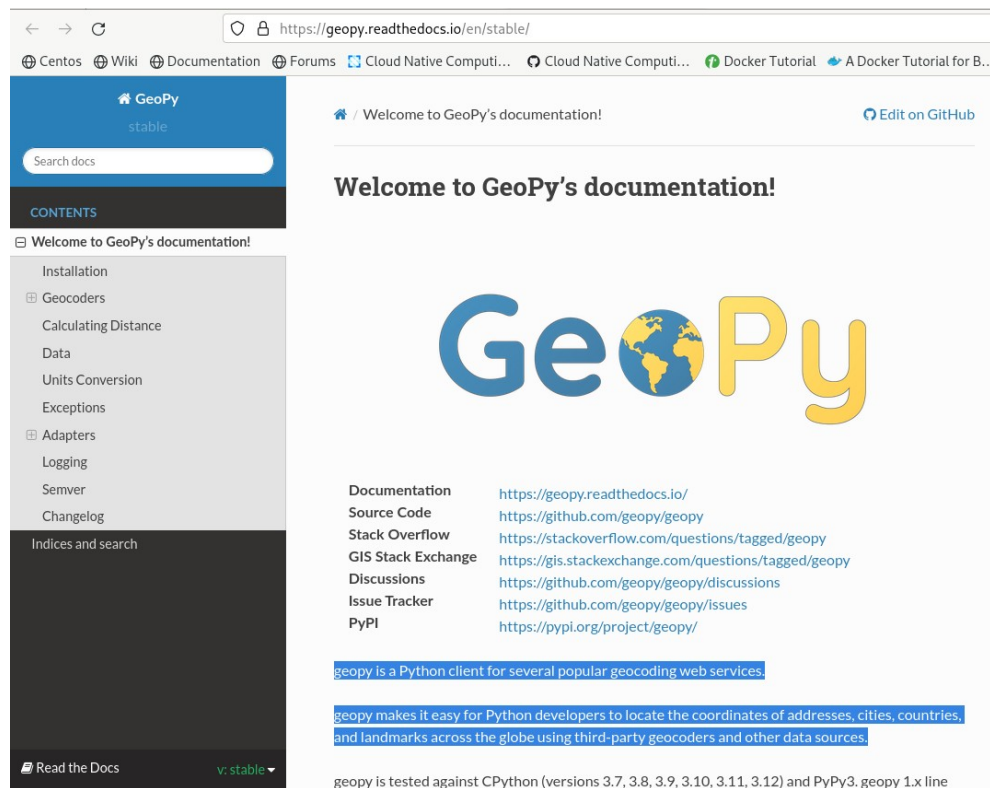 https://geopy.readthedocs.io/en/stable/
Centos Wiki Documentation Forums Cloud Native Computi... Cloud Native Computi... Docker Tutorial A Docker Tutorial for B...
GeoPy
stable
Search docs
CONTENTS
Welcome to GeoPy's documentation!
Installation
Geocoders
Calculating Distance
Data
Units Conversion
Exceptions
Adapters
Logging
Semver
Changelog
Indices and search
Read the Docs v: stable
/ Welcome to GeoPy's documentation! Edit on GitHub
Welcome to GeoPy's documentation!
GeoPy
Documentation https://geopy.readthedocs.io/
Source Code https://github.com/geopy/geopy
Stack Overflow https://stackoverflow.com/questions/tagged/geopy
GIS Stack Exchange https://gis.stackexchange.com/questions/tagged/geopy
Discussions https://github.com/geopy/geopy/discussions
Issue Tracker https://github.com/geopy/geopy/issues
PyPI https://pypi.org/project/geopy/
geopy is a Python client for several popular geocoding web services.
geopy makes it easy for Python developers to locate the coordinates of addresses, cities, countries,
and landmarks across the globe using third-party geocoders and other data sources.
geopy is tested against CPython (versions 3.7, 3.8, 3.9, 3.10, 3.11, 3.12) and PyPy3. geopy 1.x line